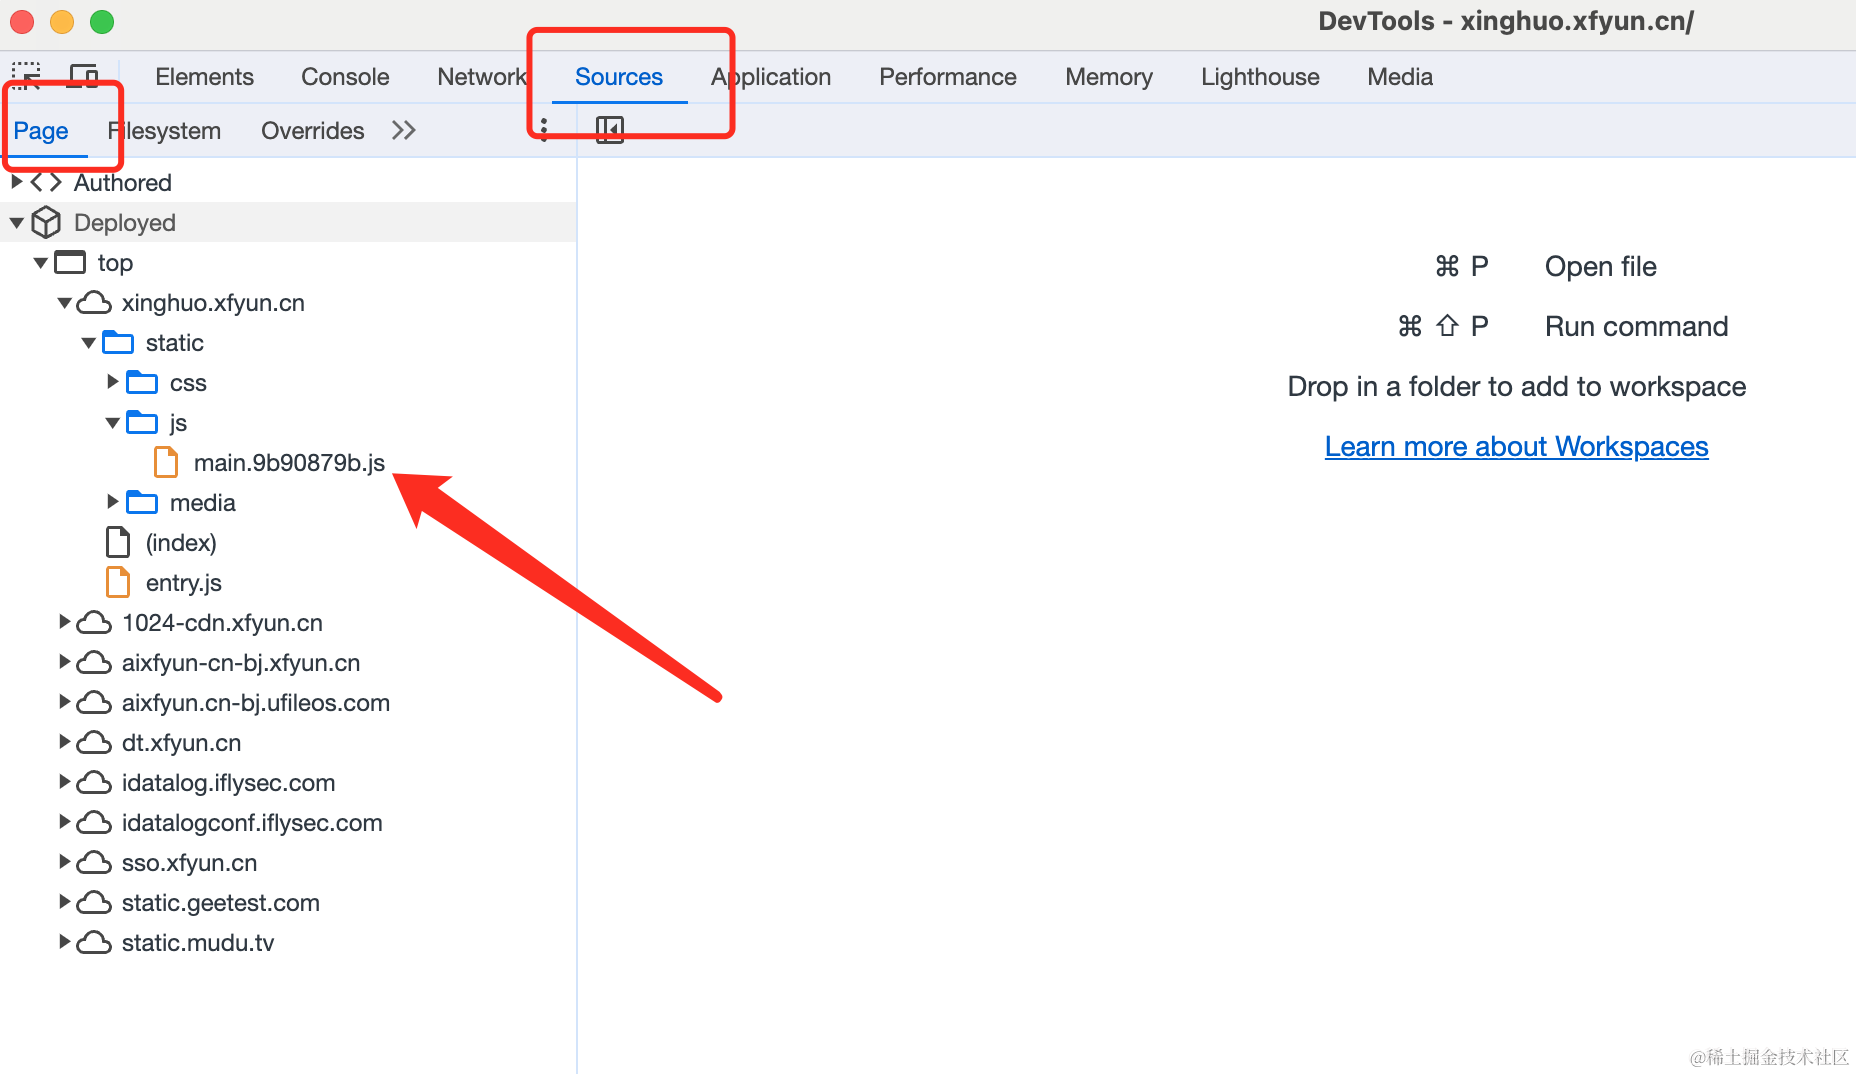 DevTools - xinghuo.xfyun.cn/
Elements Console Network Sources Application Performance Memory Lighthouse Media
Page Filesystem Overrides
Authored
Deployed
top
xinghuo.xfyun.cn
static
css
js
main.9b90879b.js
media
(index)
entry.js
1024-cdn.xfyun.cn
aixfyun-cn-bj.xfyun.cn
aixfyun.cn-bj.ufileos.com
dt.xfyun.cn
idatalog.iflysec.com
idatalogconf.iflysec.com
sso.xfyun.cn
static.geetest.com
static.mudu.tv
⌘ P Open file
⌘ ⇧ P Run command
Drop in a folder to add to workspace
Learn more about Workspaces
@稀土掘金技术社区